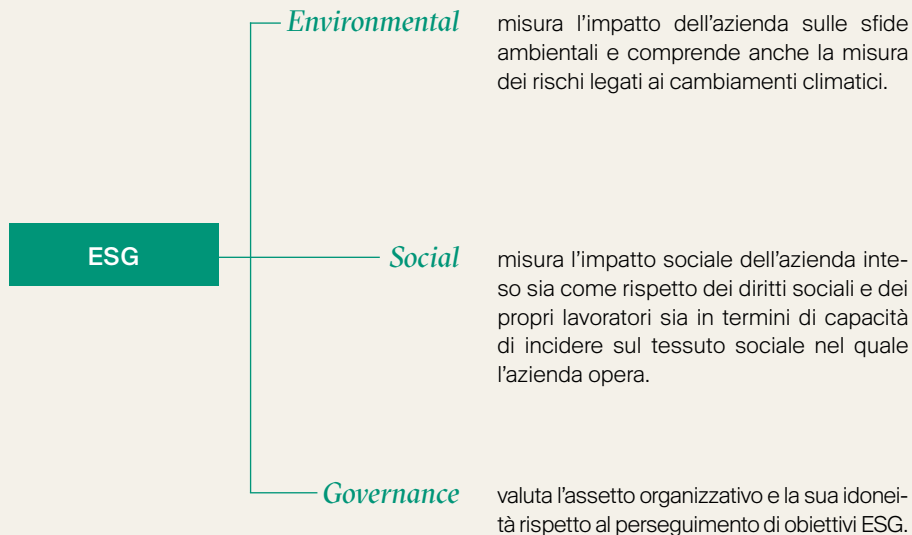 Environmental
misura l'impatto dell'azienda sulle sfide
ambientali e comprende anche la misura
dei rischi legati ai cambiamenti climatici.
ESG
Social
misura l'impatto sociale dell'azienda inte-
so sia come rispetto dei diritti sociali e dei
propri lavoratori sia in termini di capacità
di incidere sul tessuto sociale nel quale
l'azienda opera.
Governance
valuta l'assetto organizzativo e la sua idonei-
tà rispetto al perseguimento di obiettivi ESG.